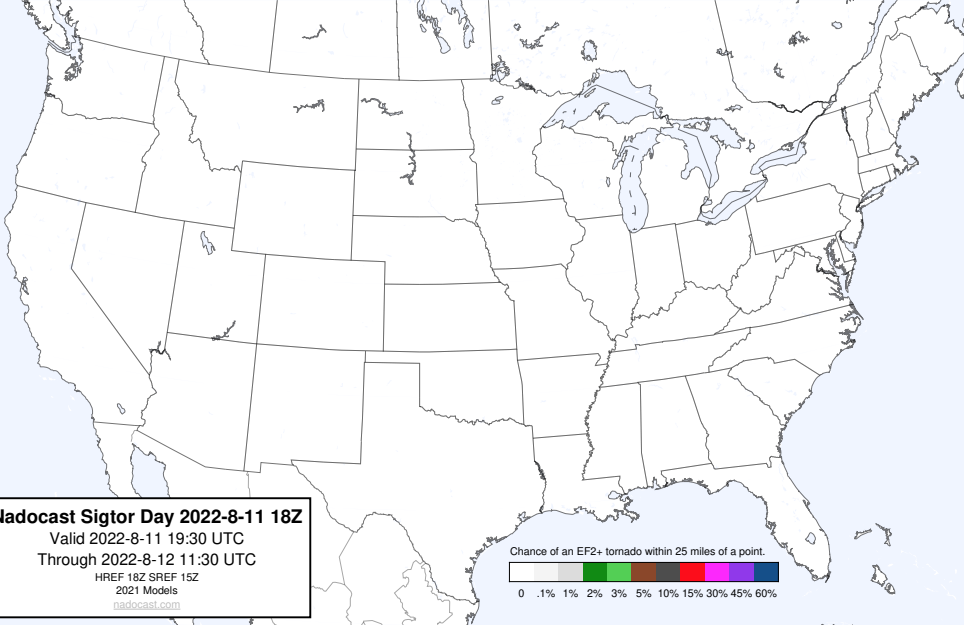 Nadocast Sigtor Day 2022-8-11 18Z
Valid 2022-8-11 19:30 UTC
Through 2022-8-12 11:30 UTC
HREF 18Z SREF 15Z
2021 Models
nadocast.com
Chance of an EF2+ tornado within 25 miles of a point.
0 .1% 1% 2% 3% 5% 10% 15% 30% 45% 60%